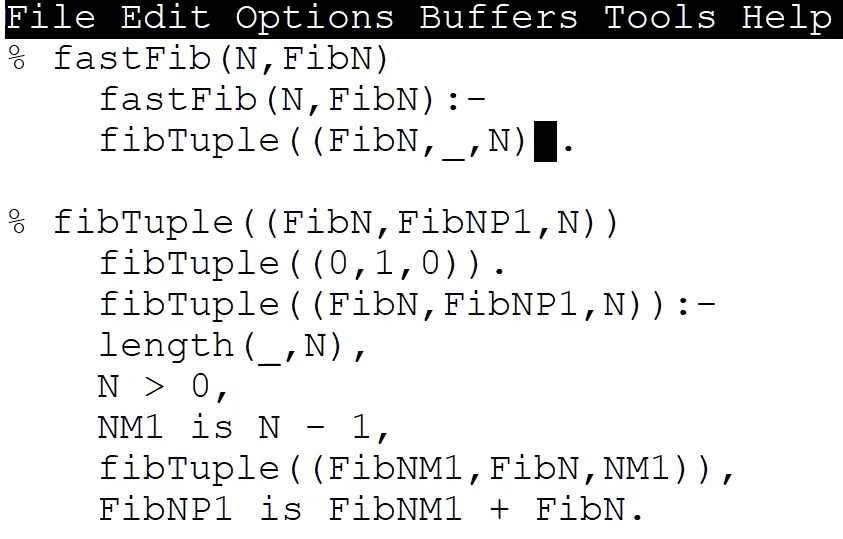 File Edit Options Buffers Tools Help
% fastFib(N,FibN)
fastFib(N,FibN):-
fibTuple((FibN,_,N) .
% fibTuple((FibN,FibNP1,N))
fibTuple((0,1,0)).
fibTuple((FibN,FibNP1,N)):-
length(_,N),
N > 0,
NM1 is N - 1,
fibTuple((FibNM1,FibN,NM1)),
FibNP1 is FibNM1 + FibN.